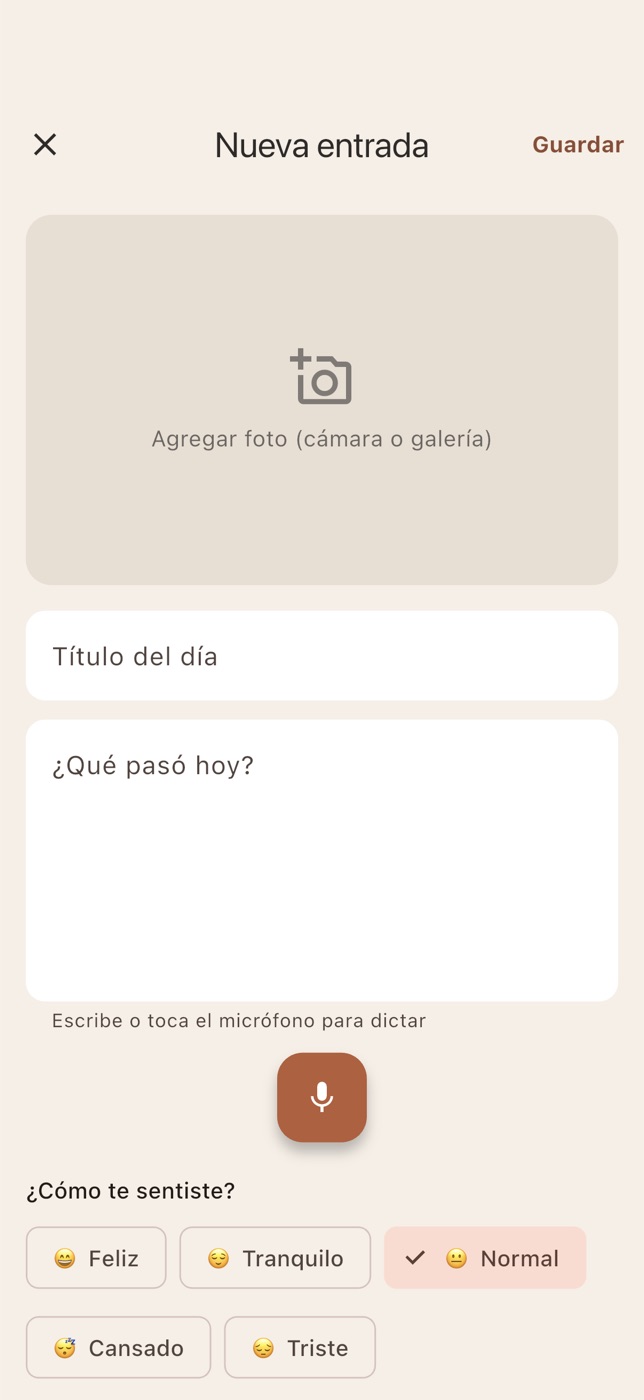 Nueva entrada
Guardar
Agregar foto (cámara o galería)
Título del día
¿Qué pasó hoy?
Escribe o toca el micrófono para dictar
¿Cómo te sentiste?
😄 Feliz
😌 Tranquilo
😐 Normal
😴 Cansado
😔 Triste